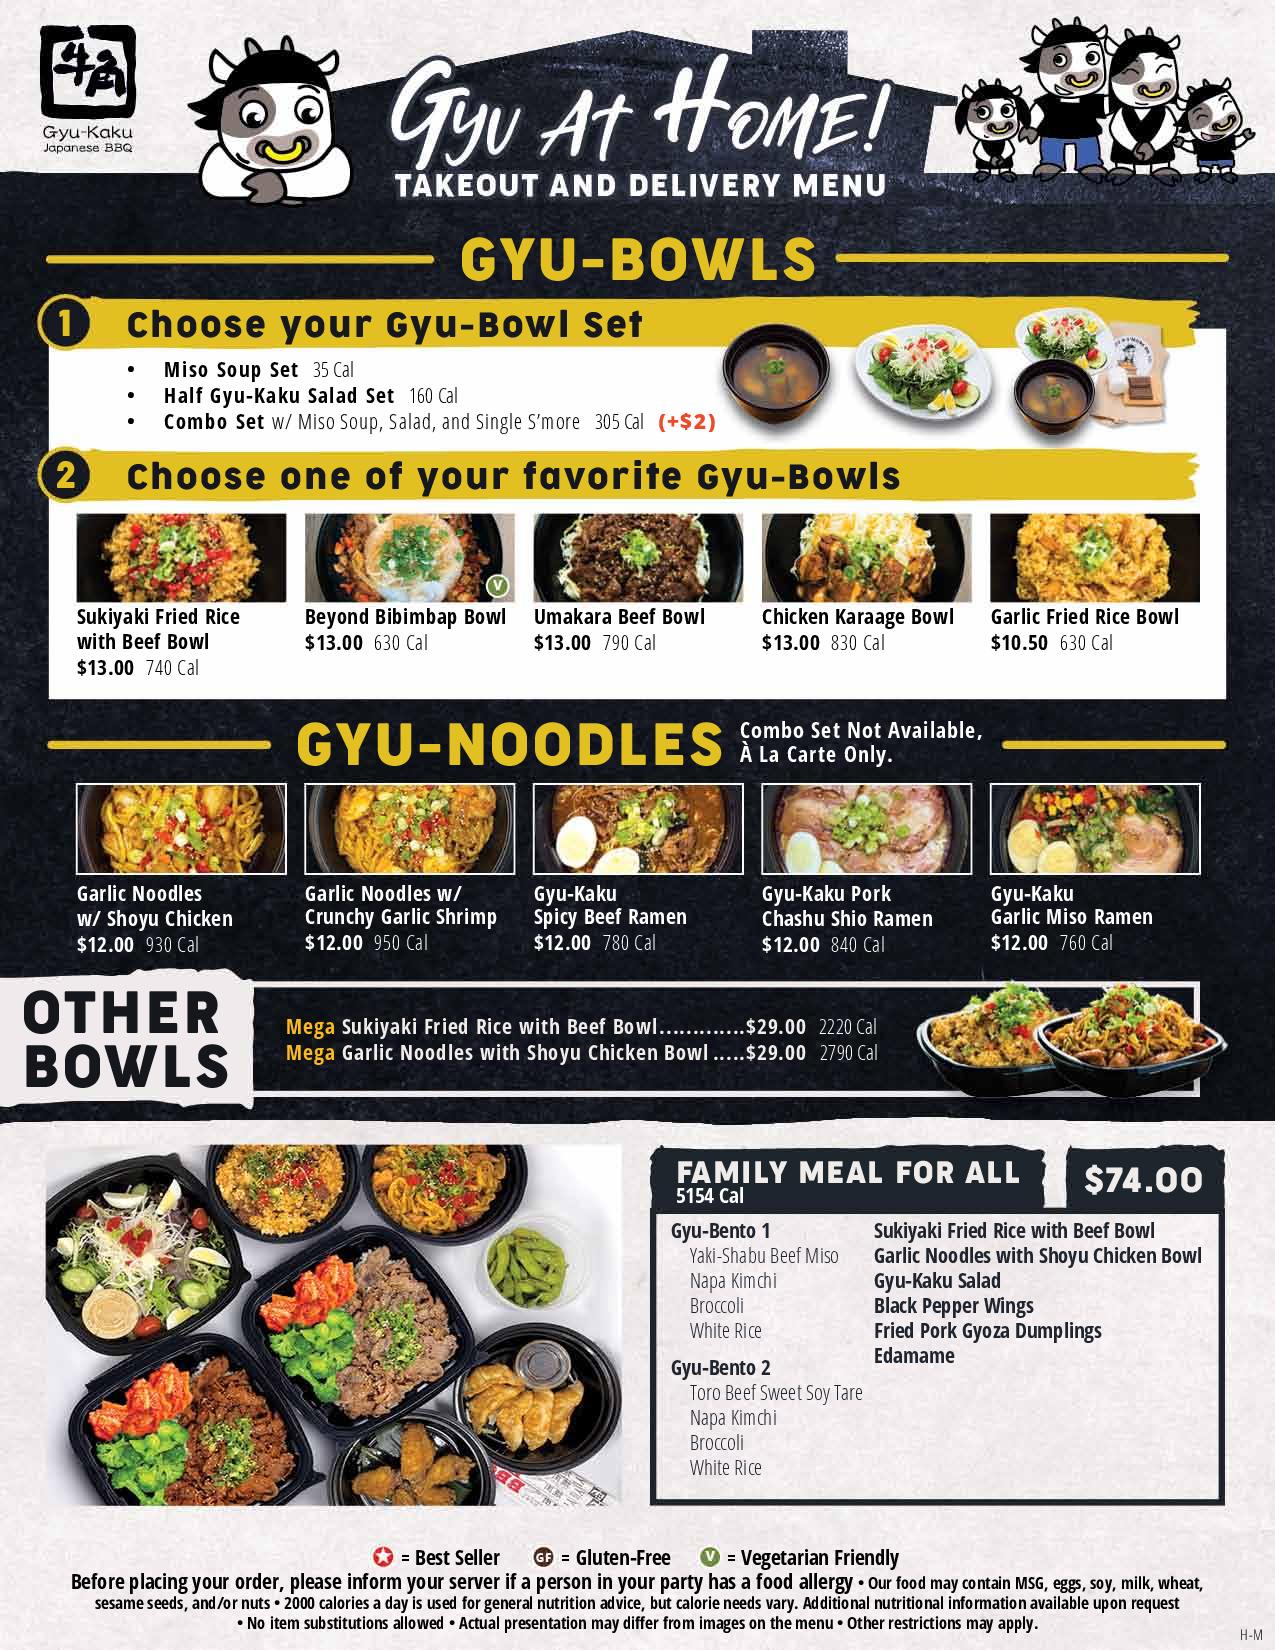 牛角
Gyu-Kaku
Japanese BBQ
GYU AT HOME!
TAKEOUT AND DELIVERY MENU
GYU-BOWLS
1 Choose your Gyu-Bowl Set
• Miso Soup Set 35 Cal
• Half Gyu-Kaku Salad Set 160 Cal
• Combo Set w/ Miso Soup, Salad, and Single S’more 305 Cal (+$2)
2 Choose one of your favorite Gyu-Bowls
V
Sukiyaki Fried Rice
with Beef Bowl
$13.00 740 Cal
Beyond Bibimbap Bowl
$13.00 630 Cal
Umakara Beef Bowl
$13.00 790 Cal
Chicken Karaage Bowl
$13.00 830 Cal
Garlic Fried Rice Bowl
$10.50 630 Cal
GYU-NOODLES
Combo Set Not Available,
À La Carte Only.
Garlic Noodles
w/ Shoyu Chicken
$12.00 930 Cal
Garlic Noodles w/
Crunchy Garlic Shrimp
$12.00 950 Cal
Gyu-Kaku
Spicy Beef Ramen
$12.00 780 Cal
Gyu-Kaku Pork
Chashu Shio Ramen
$12.00 840 Cal
Gyu-Kaku
Garlic Miso Ramen
$12.00 760 Cal
OTHER
BOWLS
Mega Sukiyaki Fried Rice with Beef Bowl.............$29.00 2220 Cal
Mega Garlic Noodles with Shoyu Chicken Bowl .....$29.00 2790 Cal
FAMILY MEAL FOR ALL
5154 Cal
$74.00
Gyu-Bento 1
Yaki-Shabu Beef Miso
Napa Kimchi
Broccoli
White Rice
Gyu-Bento 2
Toro Beef Sweet Soy Tare
Napa Kimchi
Broccoli
White Rice
Sukiyaki Fried Rice with Beef Bowl
Garlic Noodles with Shoyu Chicken Bowl
Gyu-Kaku Salad
Black Pepper Wings
Fried Pork Gyoza Dumplings
Edamame
= Best Seller GF = Gluten-Free V = Vegetarian Friendly
Before placing your order, please inform your server if a person in your party has a food allergy • Our food may contain MSG, eggs, soy, milk, wheat,
sesame seeds, and/or nuts • 2000 calories a day is used for general nutrition advice, but calorie needs vary. Additional nutritional information available upon request
• No item substitutions allowed • Actual presentation may differ from images on the menu • Other restrictions may apply.
H-M